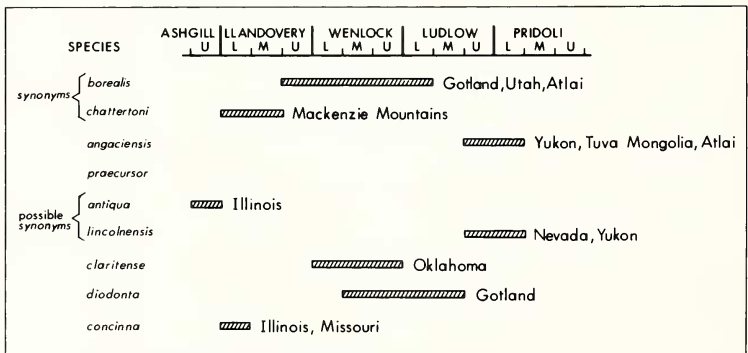 ASHGILL LLANDOVERY WENLOCK LUDLOW PRIDOLI
SPECIES U L M U L M U L M U L M U
synonyms
borealis Gotland,Utah,Atlai
chattertoni Mackenzie Mountains
angaciensis Yukon, Tuva Mongolia, Atlai
praecursor
possible synonyms
antiqua Illinois
lincolnensis Nevada, Yukon
claritense Oklahoma
diodonta Gotland
concinna Illinois, Missouri